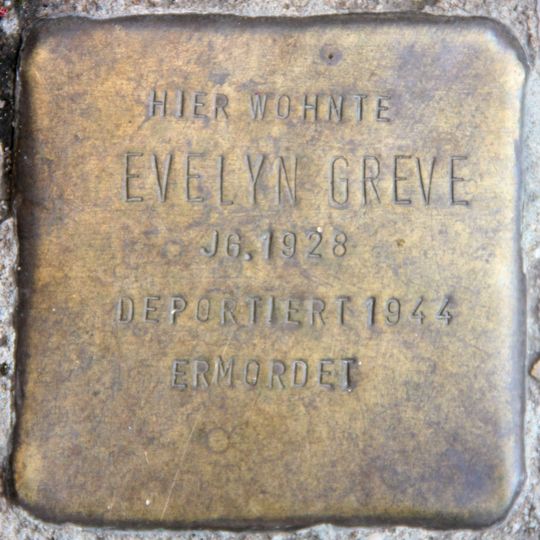 HIER WOHNTE
EVELYN GREVE
JG. 1928
DEPORTIERT 1944
ERMORDET